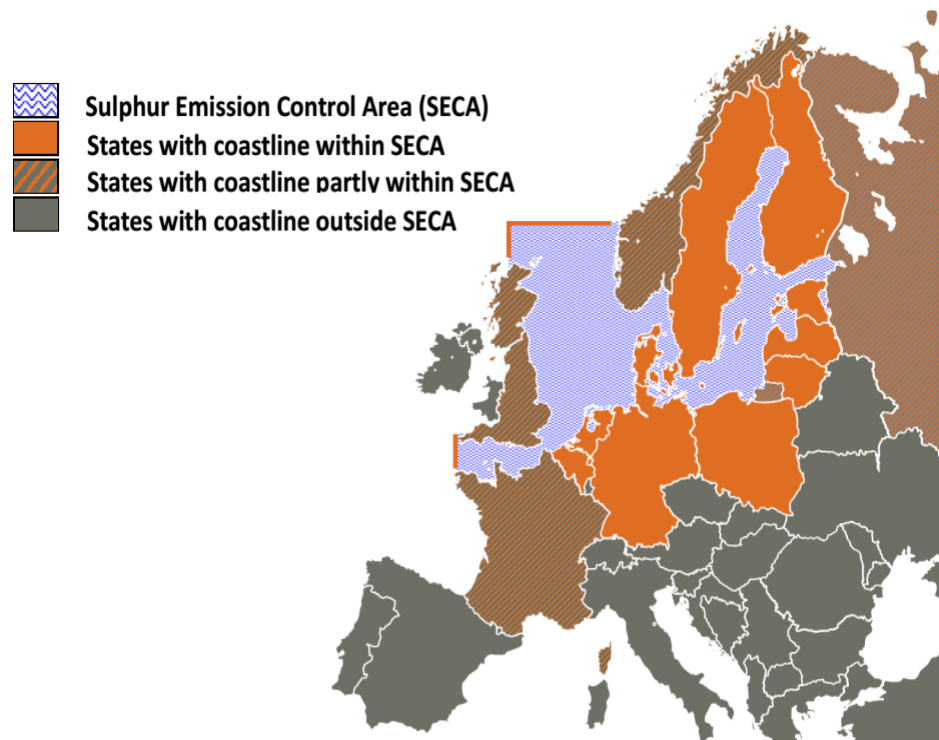 Sulphur Emission Control Area (SECA)
States with coastline within SECA
States with coastline partly within SECA
States with coastline outside SECA